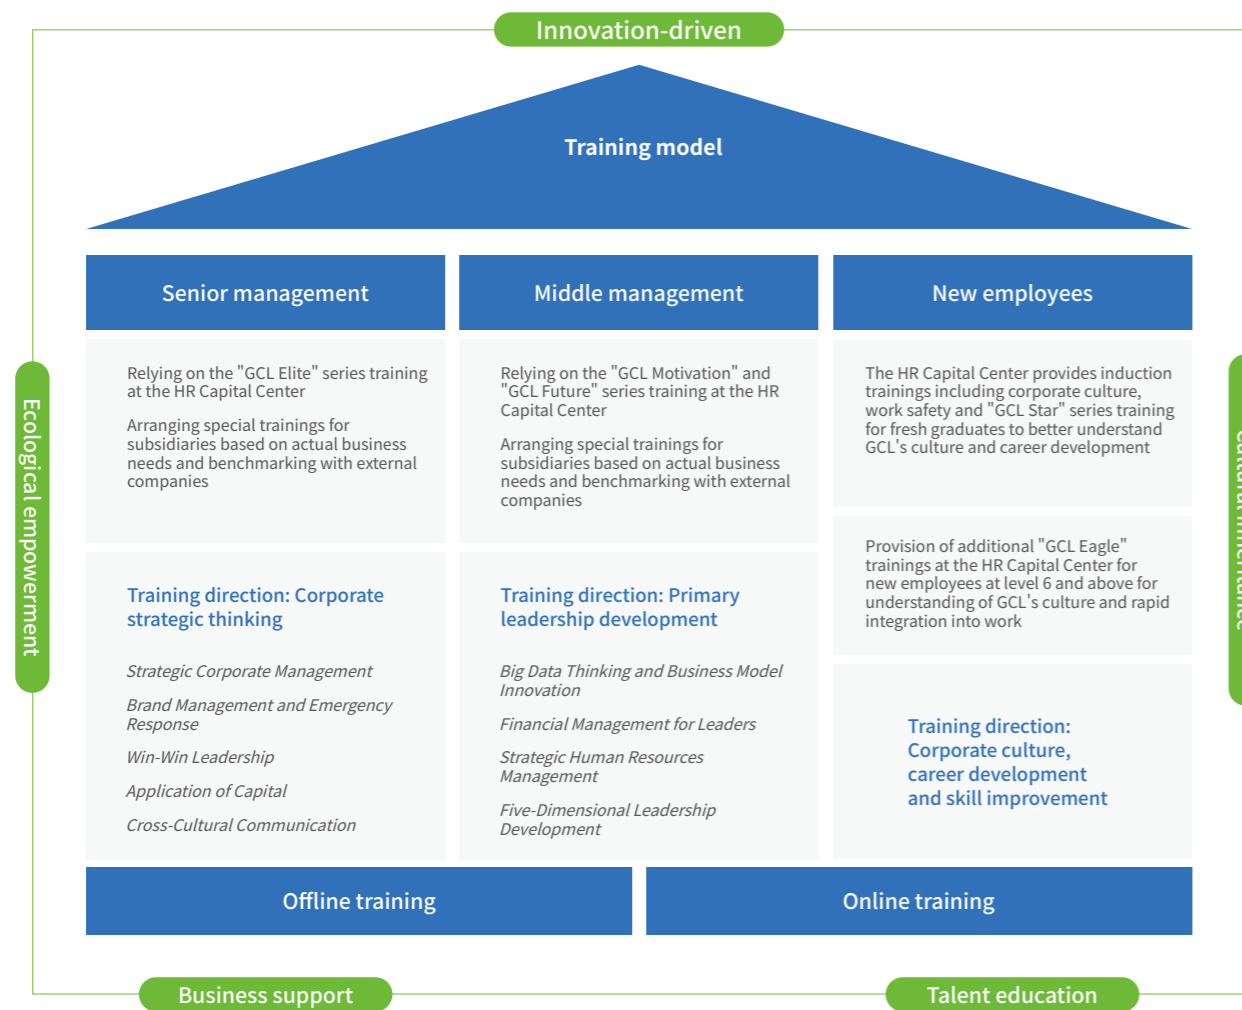 Innovation-driven
Training model
Senior management
Middle management
New employees
Ecological empowerment
Relying on the "GCL Elite" series training
at the HR Capital Center
Arranging special trainings for
subsidiaries based on actual business
needs and benchmarking with external
companies
Relying on the "GCL Motivation" and
"GCL Future" series training at the HR
Capital Center
Arranging special trainings for
subsidiaries based on actual business
needs and benchmarking with external
companies
The HR Capital Center provides induction
trainings including corporate culture,
work safety and "GCL Star" series training
for fresh graduates to better understand
GCL's culture and career development
Provision of additional "GCL Eagle"
trainings at the HR Capital Center for
new employees at level 6 and above for
understanding of GCL's culture and rapid
integration into work
Cultural inheritance
Training direction: Corporate
strategic thinking
Strategic Corporate Management
Brand Management and Emergency
Response
Win-Win Leadership
Application of Capital
Cross-Cultural Communication
Training direction: Primary
leadership development
Big Data Thinking and Business Model
Innovation
Financial Management for Leaders
Strategic Human Resources
Management
Five-Dimensional Leadership
Development
Training direction:
Corporate culture,
career development
and skill improvement
Offline training
Online training
Business support
Talent education